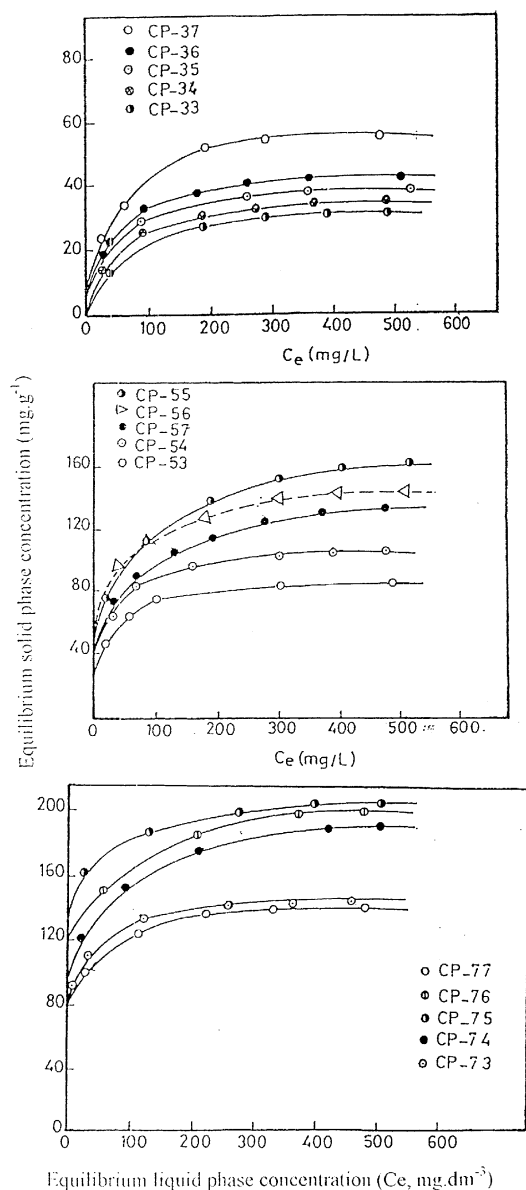 80
60
40
20
0
CP-37
CP-36
CP-35
CP-34
CP-33
0 100 200 300 400 500 600
Ce (mg/L)
Equilibrium solid phase concentration (mg.g-1)
160
120
80
40
CP-55
CP-56
CP-57
CP-54
CP-53
0 100 200 300 400 500 600
Ce (mg/L)
200
160
120
80
40
0
CP-77
CP-76
CP-75
CP-74
CP-73
0 100 200 300 400 500 600
Equilibrium liquid phase concentration (Ce, mg.dm-3)